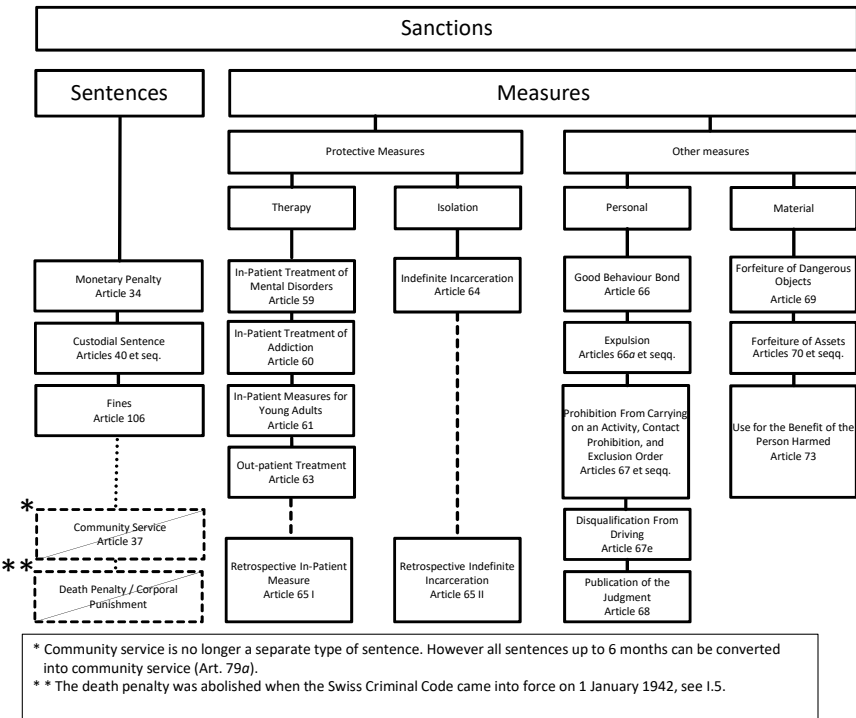 Sanctions
Sentences
Measures
Protective Measures
Other measures
Therapy
Isolation
Personal
Material
Monetary Penalty
Article 34
In-Patient Treatment of
Mental Disorders
Article 59
Indefinite Incarceration
Article 64
Good Behaviour Bond
Article 66
Forfeiture of Dangerous
Objects
Article 69
Custodial Sentence
Articles 40 et seq.
In-Patient Treatment of
Addiction
Article 60
Expulsion
Articles 66a et seqq.
Forfeiture of Assets
Articles 70 et seqq.
Fines
Article 106
In-Patient Measures for
Young Adults
Article 61
Prohibition From Carrying
on an Activity, Contact
Prohibition, and
Exclusion Order
Articles 67 et seqq.
Use for the Benefit of the
Person Harmed
Article 73
Out-patient Treatment
Article 63
*
Community Service
Article 37
Disqualification From
Driving
Article 67e
* *
Death Penalty / Corporal
Punishment
Retrospective In-Patient
Measure
Article 65 I
Retrospective Indefinite
Incarceration
Article 65 II
Publication of the
Judgment
Article 68
* Community service is no longer a separate type of sentence. However all sentences up to 6 months can be converted
into community service (Art. 79a).
* * The death penalty was abolished when the Swiss Criminal Code came into force on 1 January 1942, see I.5.